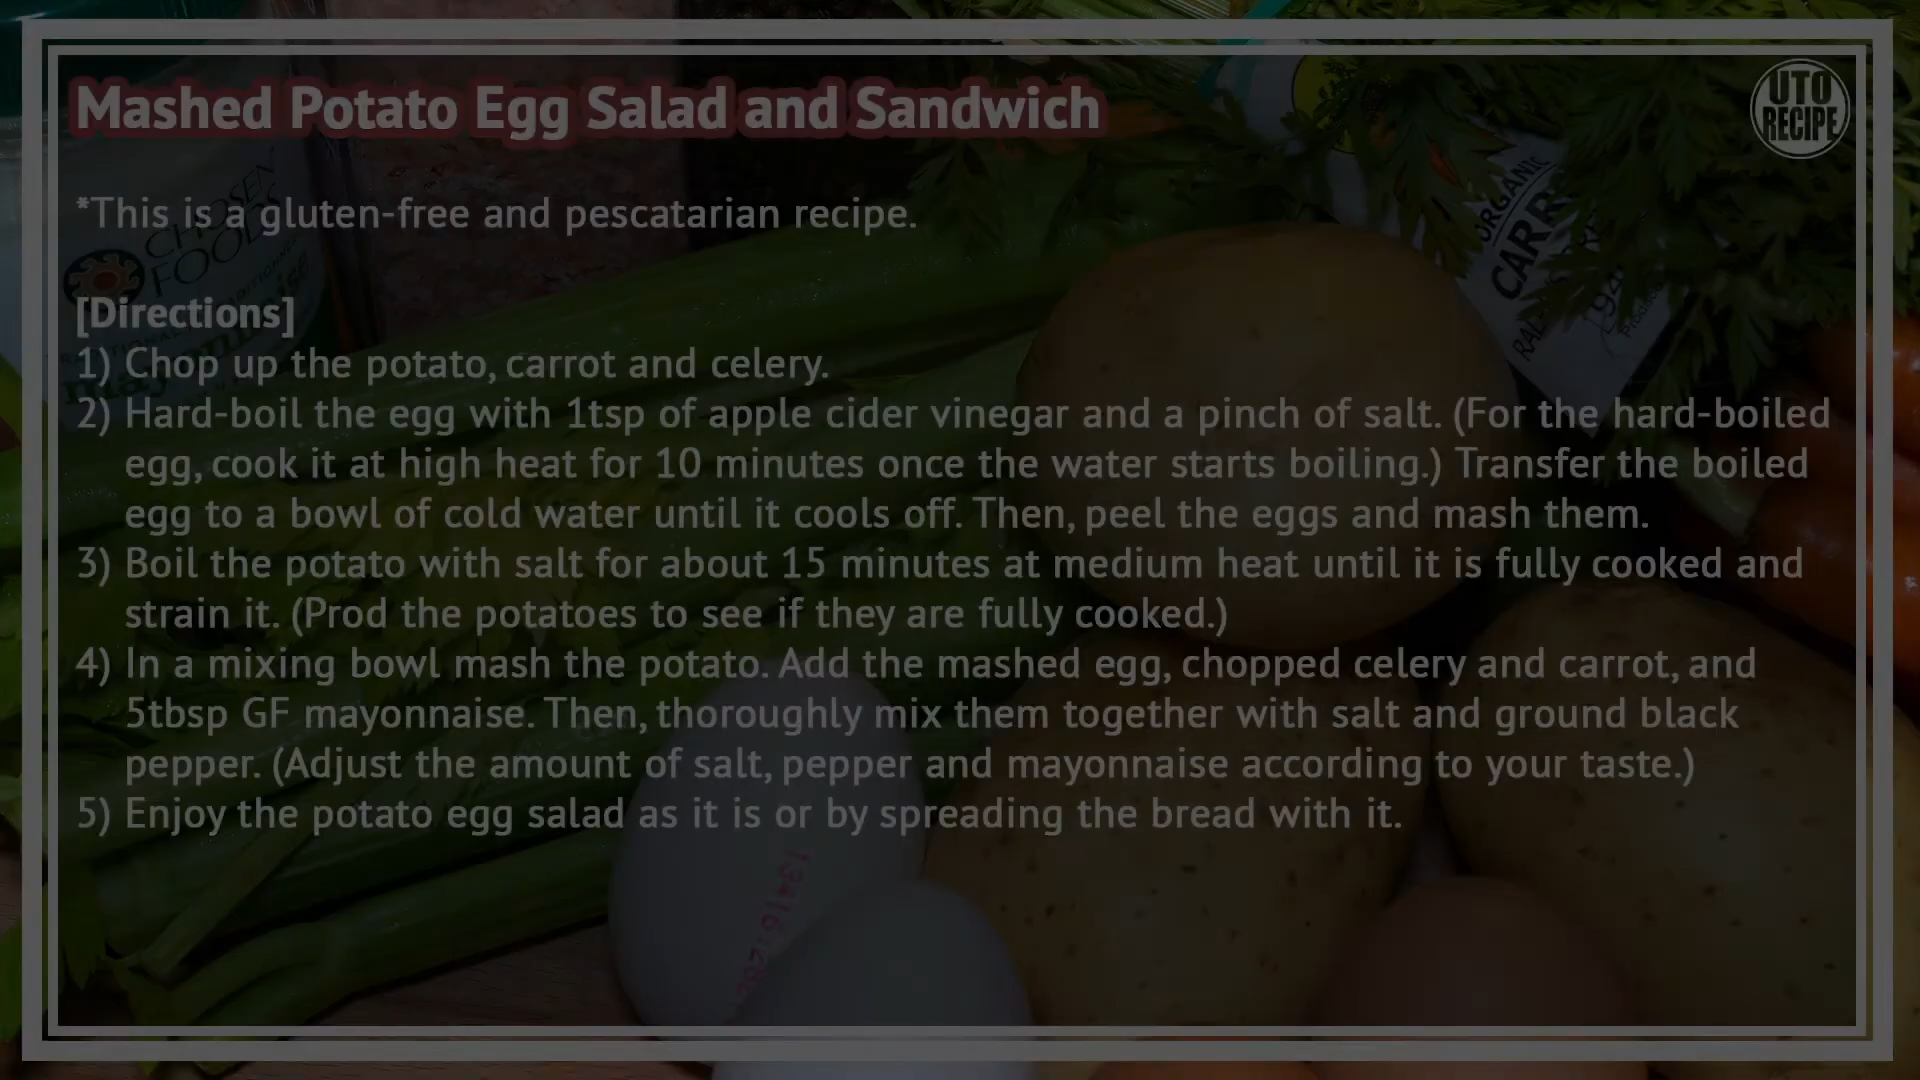 Mashed Potato Egg Salad and Sandwich
UTO
RECIPE
*This is a gluten-free and pescatarian recipe.
CHOSEN
FOODS
ORGANIC
[Directions]
1) Chop up the potato, carrot and celery.
2) Hard-boil the egg with 1tsp of apple cider vinegar and a pinch of salt. (For the hard-boiled
egg, cook it at high heat for 10 minutes once the water starts boiling.) Transfer the boiled
egg to a bowl of cold water until it cools off. Then, peel the eggs and mash them.
3) Boil the potato with salt for about 15 minutes at medium heat until it is fully cooked and
strain it. (Prod the potatoes to see if they are fully cooked.)
4) In a mixing bowl mash the potato. Add the mashed egg, chopped celery and carrot, and
5tbsp GF mayonnaise. Then, thoroughly mix them together with salt and ground black
pepper. (Adjust the amount of salt, pepper and mayonnaise according to your taste.)
5) Enjoy the potato egg salad as it is or by spreading the bread with it.